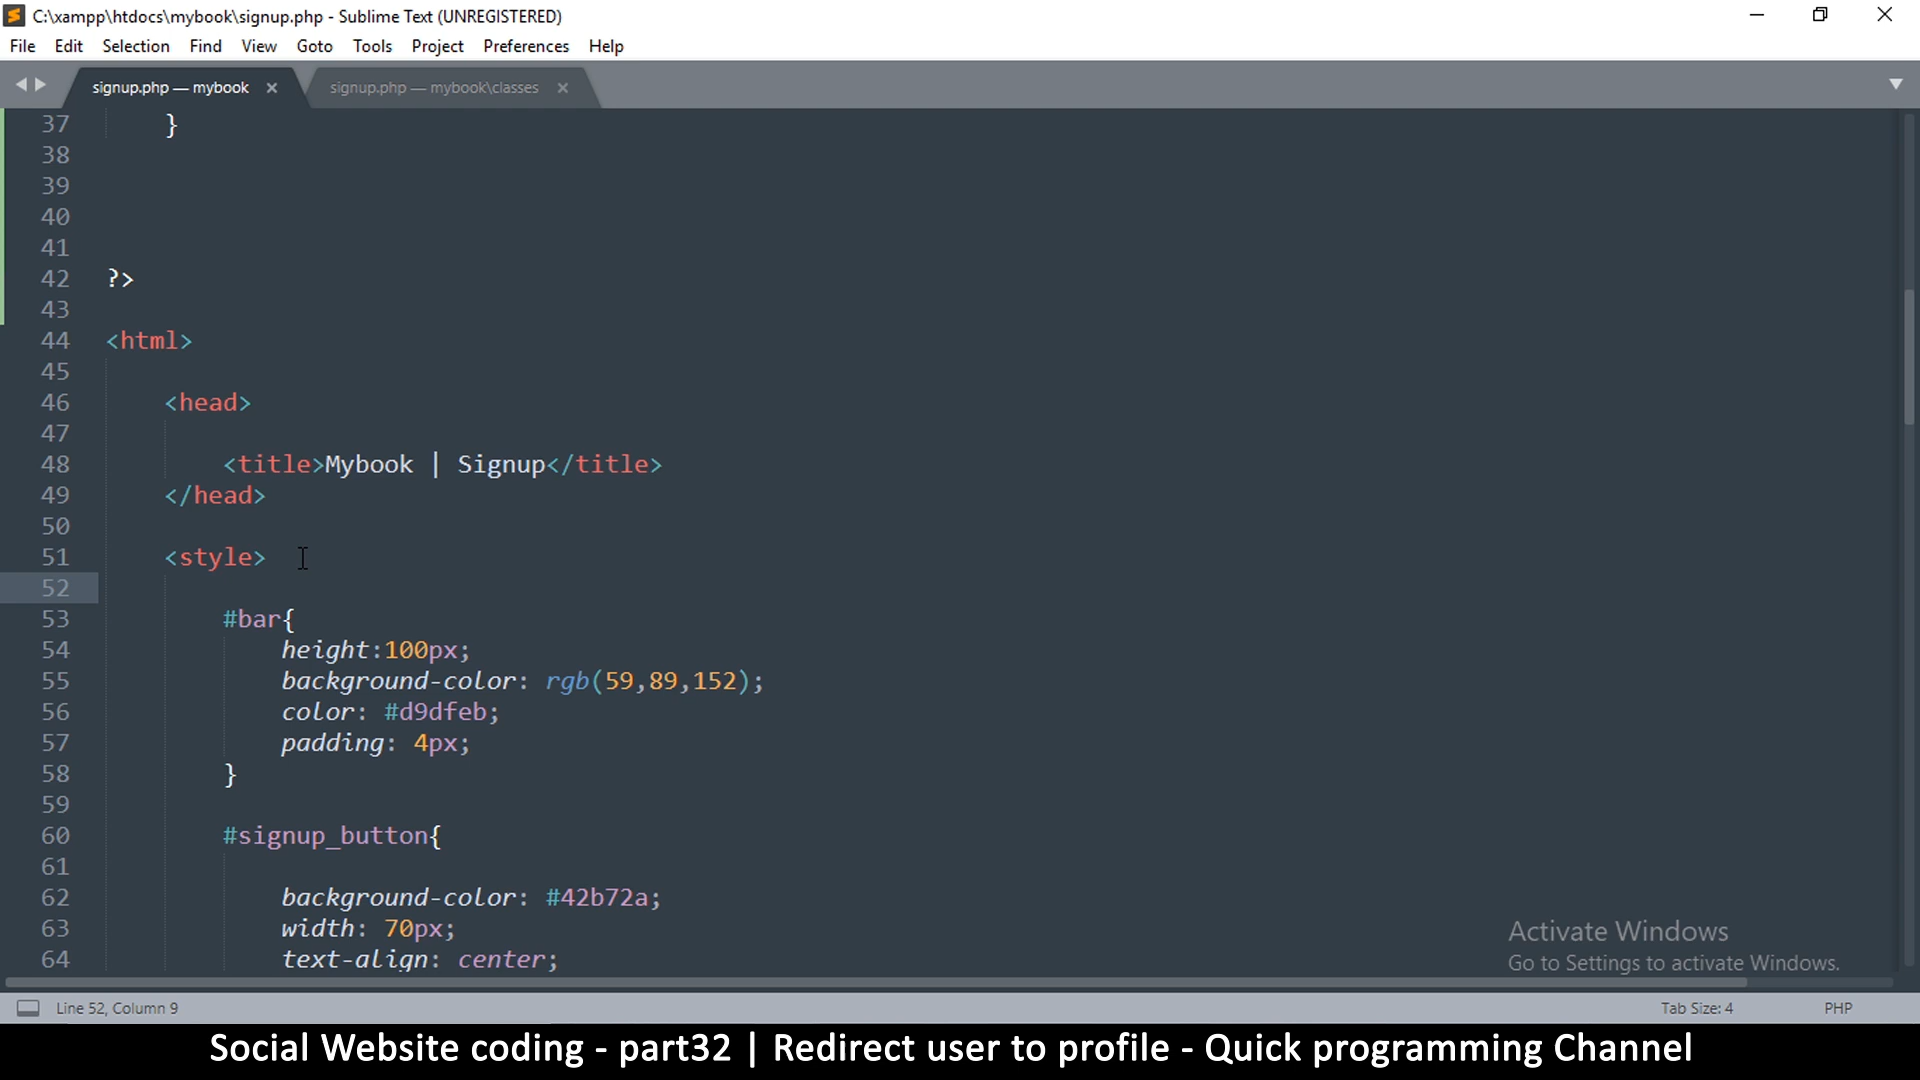 C:\xampp\htdocs\mybook\signup.php - Sublime Text (UNREGISTERED)
File Edit Selection Find View Goto Tools Project Preferences Help
signup.php — mybook signup.php — mybook\classes
37 }
38
39
40
41
42 ?>
43
44 <html>
45
46 <head>
47
48 <title>Mybook | Signup</title>
49 </head>
50
51 <style>
52
53 #bar{
54 height:100px;
55 background-color: rgb(59,89,152);
56 color: #d9dfeb;
57 padding: 4px;
58 }
59
60 #signup_button{
61
62 background-color: #42b72a;
63 width: 70px;
64 text-align: center;
Activate Windows
Go to Settings to activate Windows.
Line 52, Column 9 Tab Size: 4 PHP
Social Website coding - part32 | Redirect user to profile - Quick programming Channel